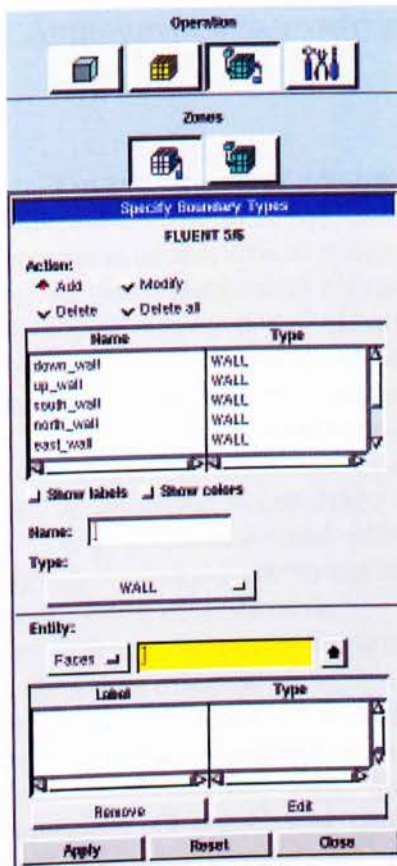 Operation
Zones
Specify Boundary Types
FLUENT 5/6
Action:
Add Modify
Delete Delete all
Name Type
down_wall WALL
up_wall WALL
south_wall WALL
north_wall WALL
east_wall WALL
Show labels Show colors
Name:
Type:
WALL
Entity:
Faces
Label Type
Remove Edit
Apply Reset Close